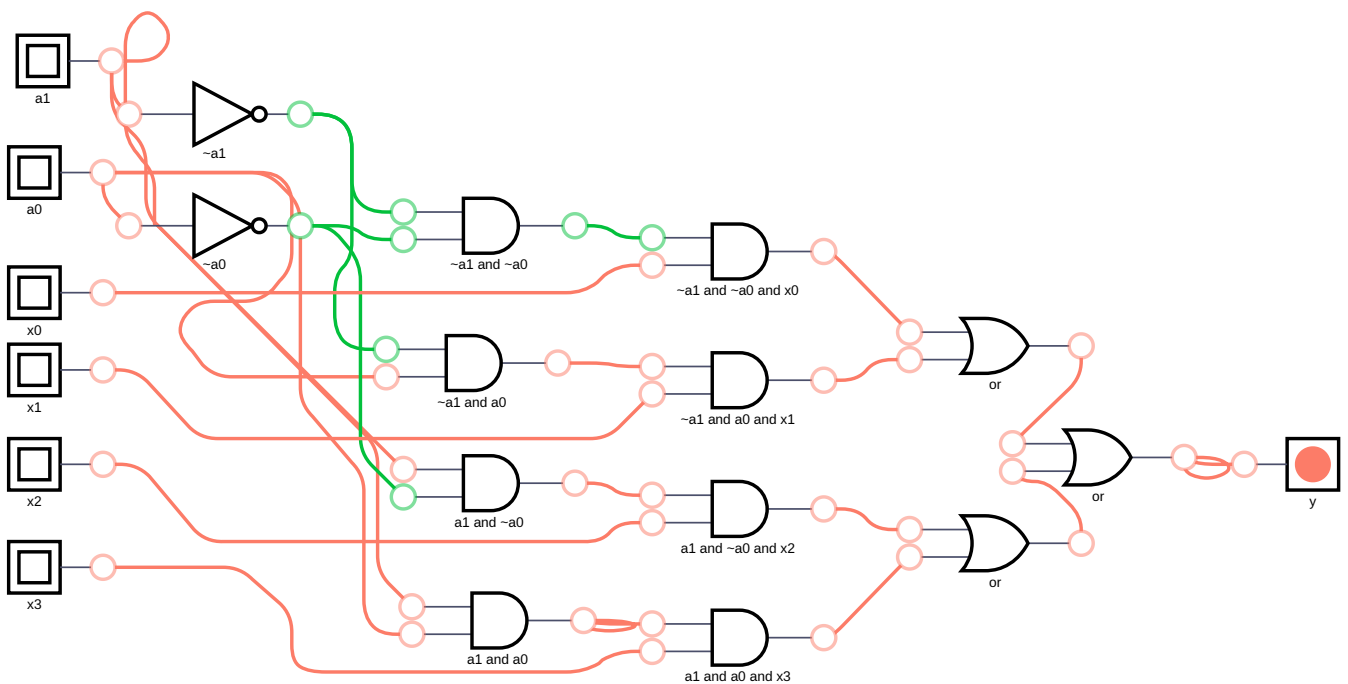 a1
~a1
a0
~a0
~a1 and ~a0
~a1 and ~a0 and x0
x0
or
x1
~a1 and a0
~a1 and a0 and x1
x2
a1 and ~a0
a1 and ~a0 and x2
or
y
x3
or
a1 and a0
a1 and a0 and x3